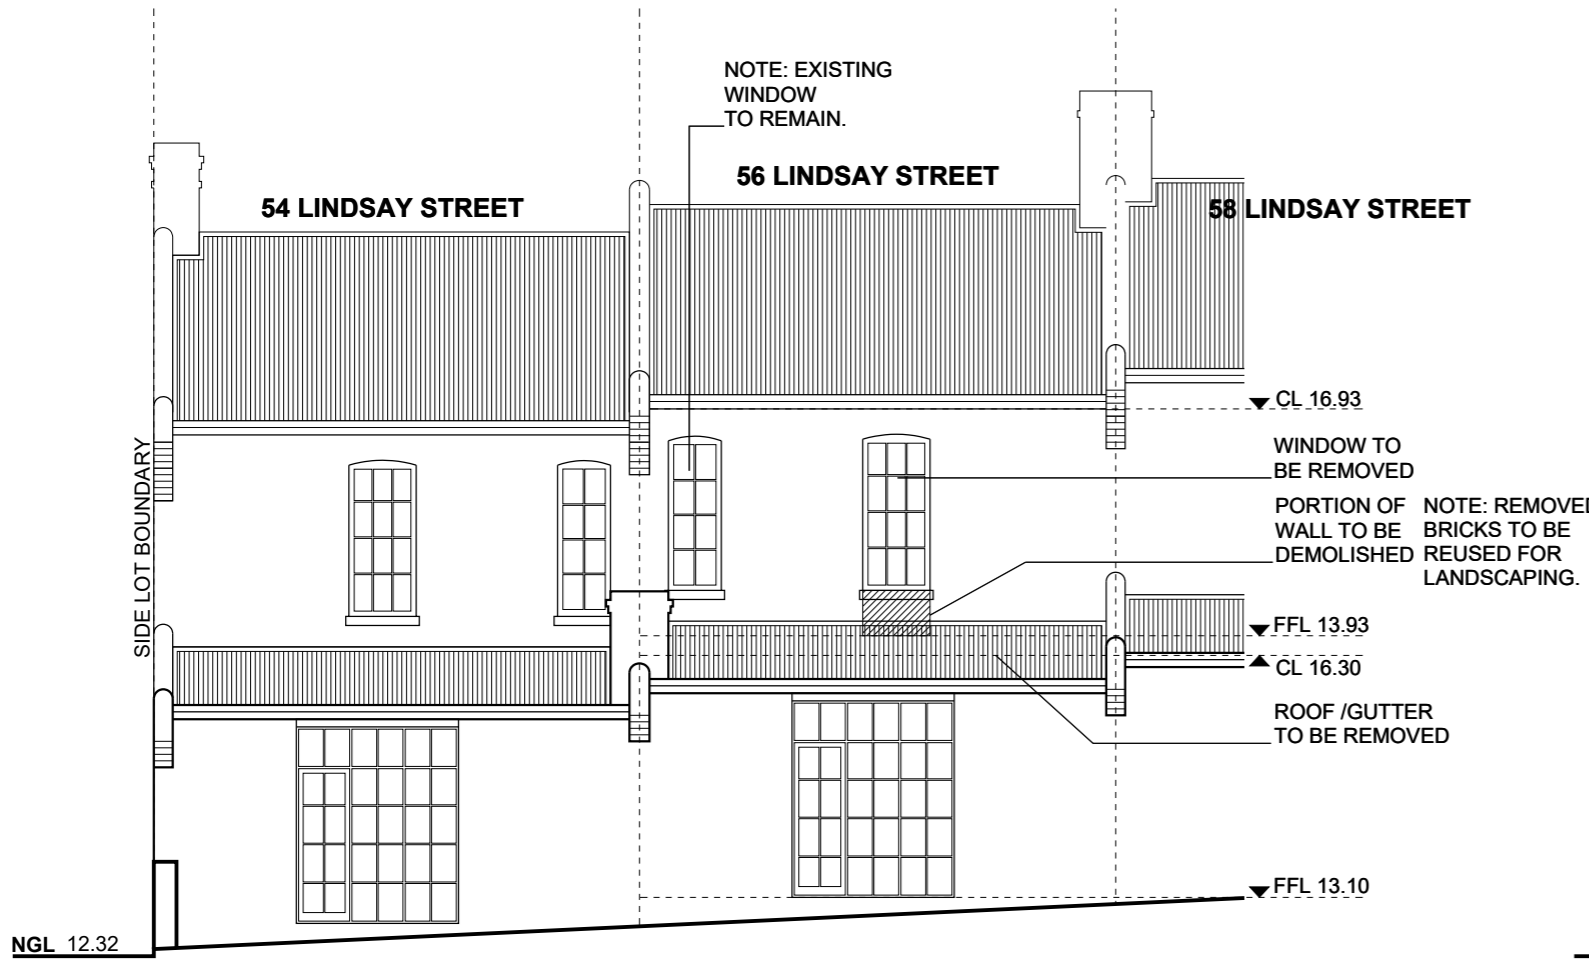 NOTE: EXISTING
WINDOW
TO REMAIN.
56 LINDSAY STREET
54 LINDSAY STREET
58 LINDSAY STREET
CL 16.93
WINDOW TO
BE REMOVED
PORTION OF
WALL TO BE
DEMOLISHED
NOTE: REMOVED
BRICKS TO BE
REUSED FOR
LANDSCAPING.
SIDE LOT BOUNDARY
FFL 13.93
CL 16.30
ROOF /GUTTER
TO BE REMOVED
FFL 13.10
NGL 12.32